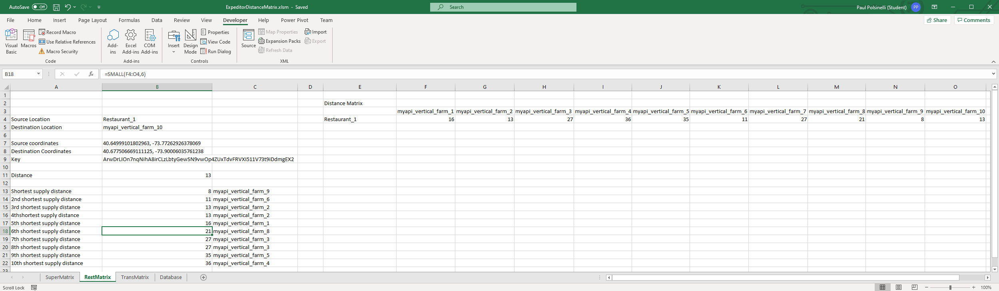 AutoSave Off ExpeditorDistanceMatrix.xlsm - Saved Search Paul Polsinelli (Student) PP
File Home Insert Page Layout Formulas Data Review View Developer Help Power Pivot Team Share Comments
Visual Basic Macros Record Macro Use Relative References Macro Security Code
Add-ins Excel Add-ins COM Add-ins Add-ins
Insert Design Mode Properties View Code Run Dialog Controls
Source Map Properties Expansion Packs Refresh Data Import Export XML
B18 fx =SMALL(F4:O4,6)
A B C D E F G H I J K L M N O
1
2 Distance Matrix
3 myapi_vertical_farm_1 myapi_vertical_farm_2 myapi_vertical_farm_3 myapi_vertical_farm_4 myapi_vertical_farm_5 myapi_vertical_farm_6 myapi_vertical_farm_7 myapi_vertical_farm_8 myapi_vertical_farm_9 myapi_vertical_farm_10
4 Source Location Restaurant_1 Restaurant_1 16 13 27 36 35 11 27 21 8 13
5 Destination Location myapi_vertical_farm_10
6
7 Source coordinates 40.64999101802963, -73.77262926378069
8 Destination Coordinates 40.677506669111125, -73.90006035761238
9 Key ArwDrLIOn7nqNihA8irCLzLbtyGewSN9vwOp4ZUxTdvFRVXI511V73t9iDdmgEX2
10
11 Distance 13
12
13 Shortest supply distance 8 myapi_vertical_farm_9
14 2nd shortest supply distance 11 myapi_vertical_farm_6
15 3rd shortest supply distance 13 myapi_vertical_farm_2
16 4thshortest supply distance 13 myapi_vertical_farm_2
17 5th shortest supply distance 16 myapi_vertical_farm_1
18 6th shortest supply distance 21 myapi_vertical_farm_8
19 7th shortest supply distance 27 myapi_vertical_farm_3
20 8th shortest supply distance 27 myapi_vertical_farm_3
21 9th shortest supply distance 35 myapi_vertical_farm_5
22 10th shortest supply distance 36 myapi_vertical_farm_4
23
SuperMatrix RestMatrix TransMatrix Database
Scroll Lock 100%